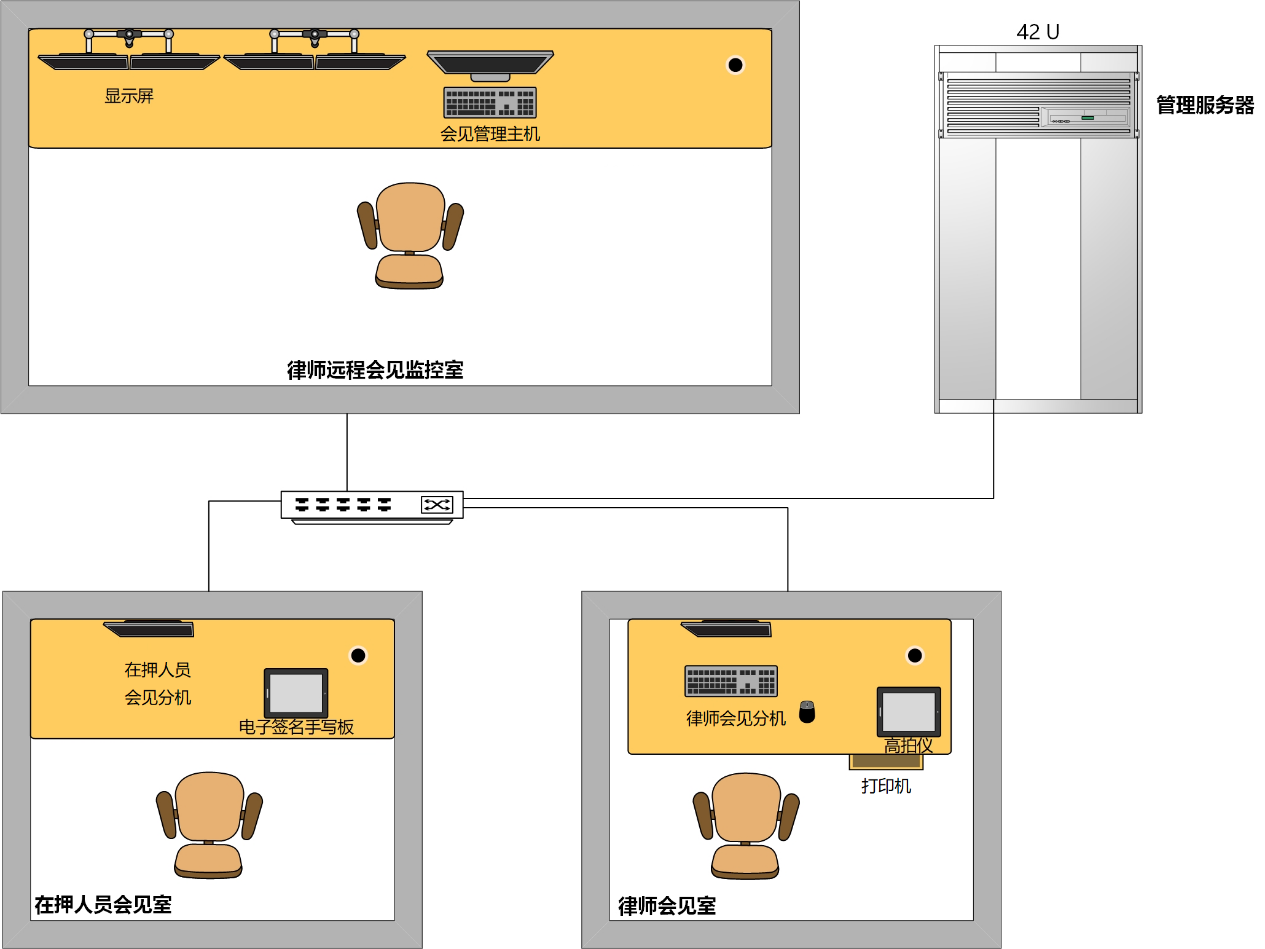 42 U
管理服务器
显示屏
会见管理主机
律师远程会见监控室
在押人员
会见分机
电子签名手写板
在押人员会见室
律师会见分机
高拍仪
打印机
律师会见室